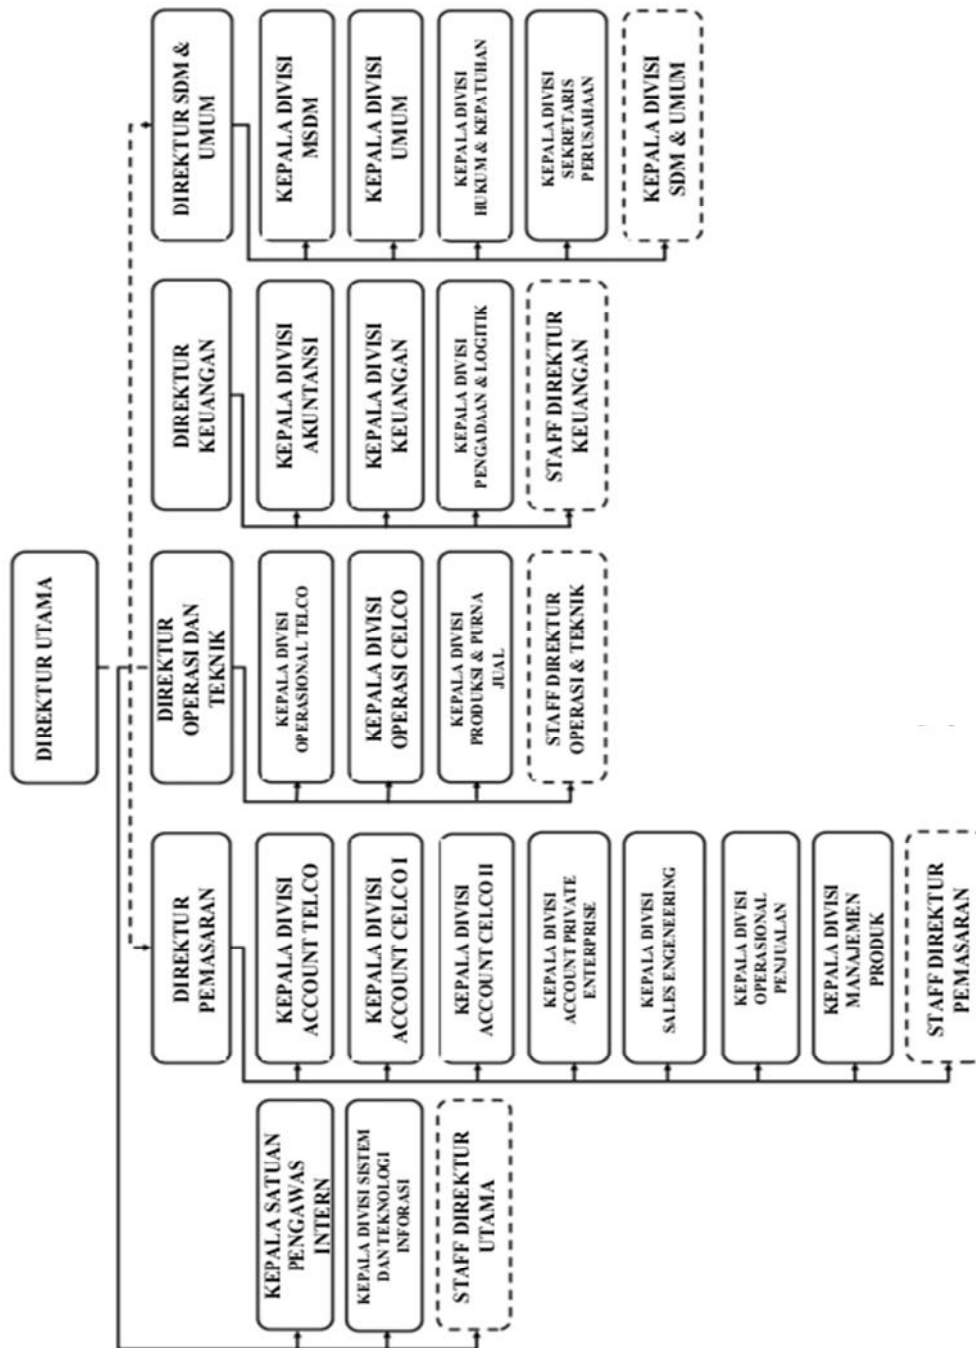 DIREKTUR UTAMA
KEPALA SATUAN
PENGAWAS
INTERN
KEPALA DIVISI SISTEM
DAN TEKNOLOGI
INFORASI
STAFF DIREKTUR
UTAMA
DIREKTUR
PEMASARAN
KEPALA DIVISI
ACCOUNT TELCO
KEPALA DIVISI
ACCOUNT CELCO I
KEPALA DIVISI
ACCOUNT CELCO II
KEPALA DIVISI
ACCOUNT PRIVATE
ENTERPRISE
KEPALA DIVISI
SALES ENGENEERING
KEPALA DIVISI
OPERASIONAL
PENJUALAN
KEPALA DIVISI
MANAJEMEN
PRODUK
STAFF DIREKTUR
PEMASARAN
DIREKTUR
OPERASI DAN
TEKNIK
KEPALA DIVISI
OPERASIONAL TELCO
KEPALA DIVISI
OPERASI CELCO
KEPALA DIVISI
PRODUKSI & PURNA
JUAL
STAFF DIREKTUR
OPERASI & TEKNIK
DIREKTUR
KEUANGAN
KEPALA DIVISI
AKUNTANSI
KEPALA DIVISI
KEUANGAN
KEPALA DIVISI
PENGADAAN & LOGITIK
STAFF DIREKTUR
KEUANGAN
DIREKTUR SDM &
UMUM
KEPALA DIVISI
MSDM
KEPALA DIVISI
UMUM
KEPALA DIVISI
HUKUM & KEPATUHAN
KEPALA DIVISI
SEKRETARIS
PERUSAHAAN
KEPALA DIVISI
SDM & UMUM